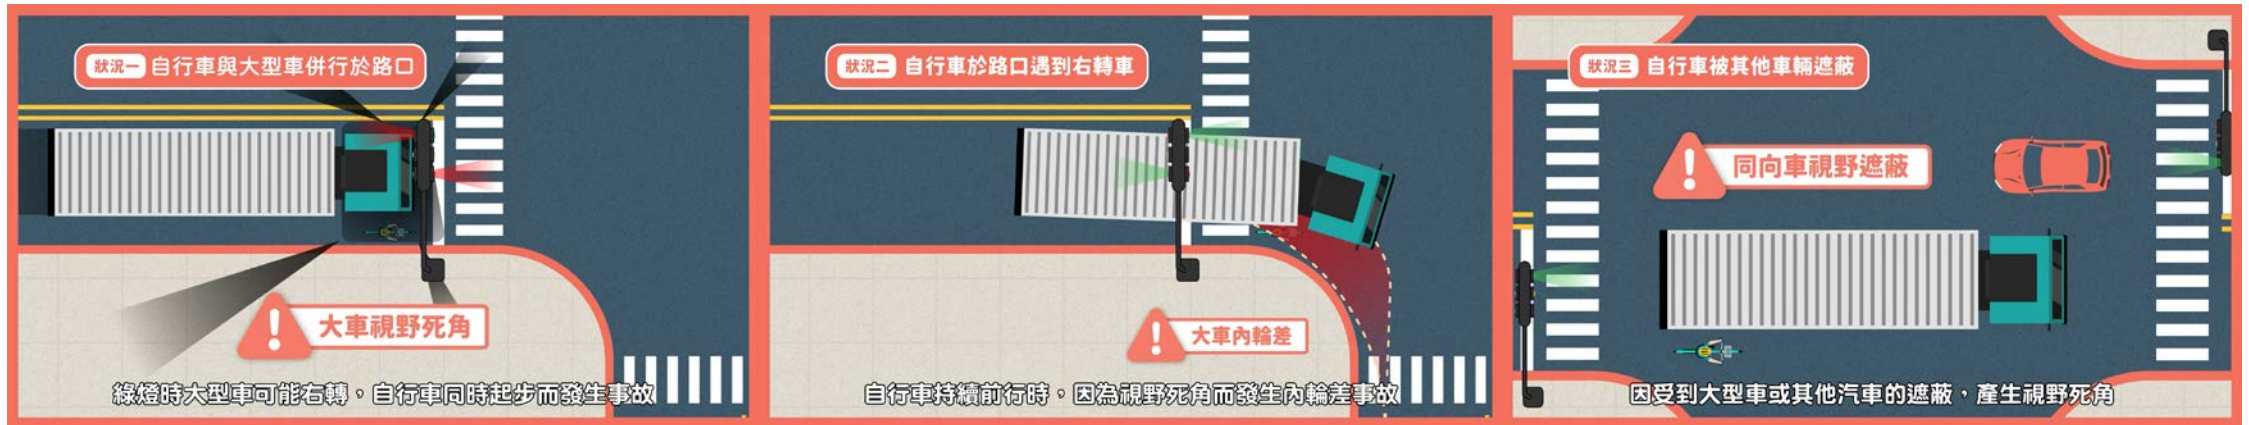 狀況一 自行車與大型車併行於路口
大車視野死角
綠燈時大型車可能右轉,自行車同時起步而發生事故
狀況二 自行車於路口遇到右轉車
大車內輪差
自行車持續前行時,因為視野死角而發生內輪差事故
狀況三 自行車被其他車輛遮蔽
同向車視野遮蔽
因受到大型車或其他汽車的遮蔽,產生視野死角